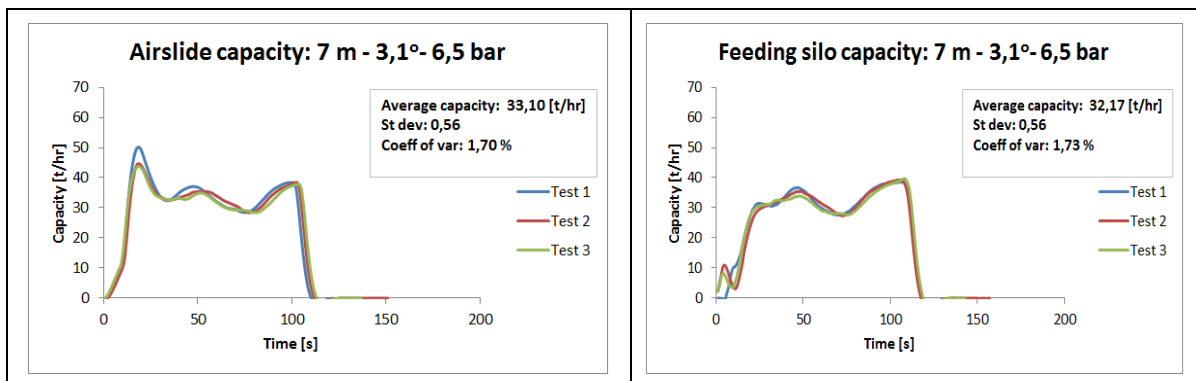 Airslide capacity: 7 m - 3,1º- 6,5 bar
70
60
50
40
30
20
10
0
Capacity [t/hr]
Average capacity: 33,10 [t/hr]
St dev: 0,56
Coeff of var: 1,70 %
Test 1
Test 2
Test 3
0 50 100 150 200
Time [s]
Feeding silo capacity: 7 m - 3,1º- 6,5 bar
70
60
50
40
30
20
10
0
Capacity [t/hr]
Average capacity: 32,17 [t/hr]
St dev: 0,56
Coeff of var: 1,73 %
Test 1
Test 2
Test 3
0 50 100 150 200
Time [s]